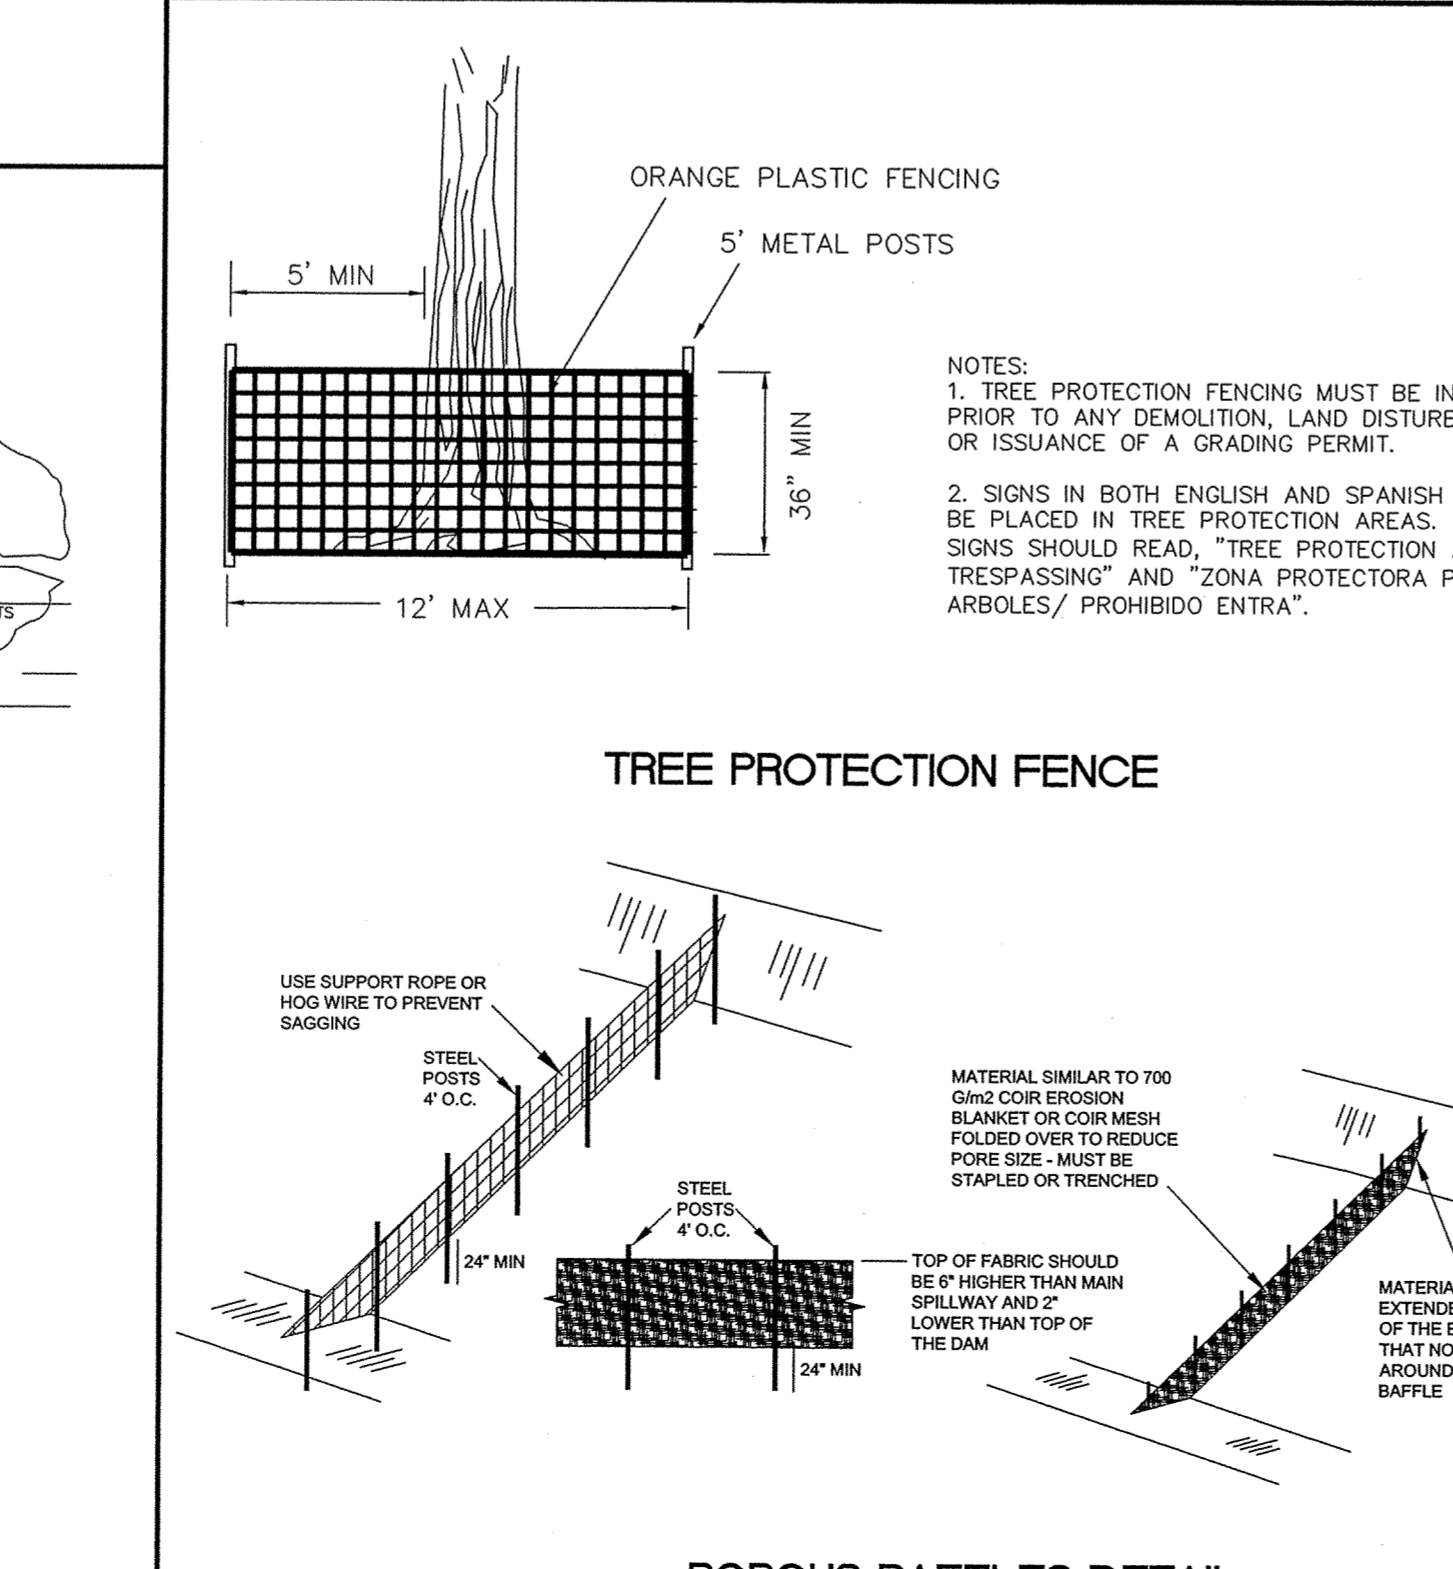 ORANGE PLASTIC FENCING
5' METAL POSTS
5' MIN
36" MIN
12' MAX
NOTES:
1. TREE PROTECTION FENCING MUST BE IN
PRIOR TO ANY DEMOLITION, LAND DISTURB
OR ISSUANCE OF A GRADING PERMIT.
2. SIGNS IN BOTH ENGLISH AND SPANISH
BE PLACED IN TREE PROTECTION AREAS.
SIGNS SHOULD READ, "TREE PROTECTION
TRESPASSING" AND "ZONA PROTECTORA P
ARBOLES/ PROHIBIDO ENTRA".
TS
TREE PROTECTION FENCE
USE SUPPORT ROPE OR
HOG WIRE TO PREVENT
SAGGING
STEEL
POSTS
4' O.C.
24" MIN
STEEL
POSTS
4' O.C.
24" MIN
TOP OF FABRIC SHOULD
BE 6" HIGHER THAN MAIN
SPILLWAY AND 2"
LOWER THAN TOP OF
THE DAM
MATERIAL SIMILAR TO 700
G/m2 COIR EROSION
BLANKET OR COIR MESH
FOLDED OVER TO REDUCE
PORE SIZE - MUST BE
STAPLED OR TRENCHED
MATERIA
EXTENDE
OF THE
THAT NO
AROUND
BAFFLE
POROUS BAFFLES DETAIL